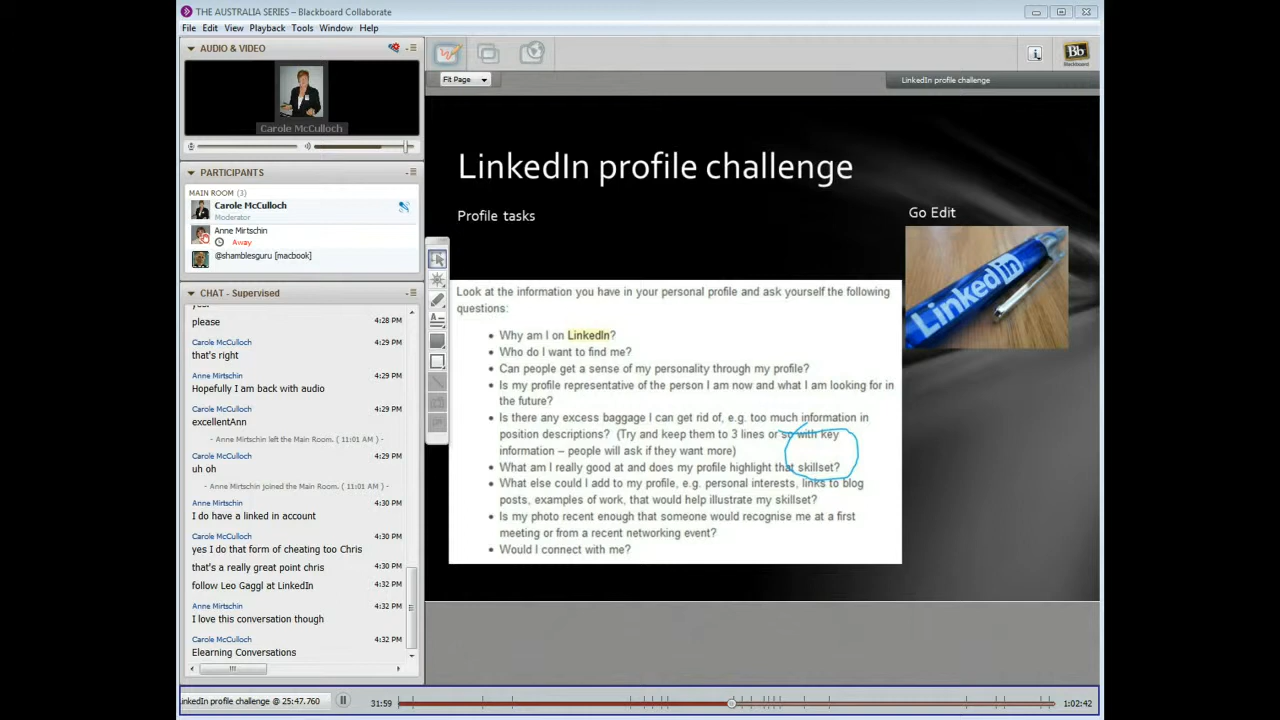 THE AUSTRALIA SERIES – Blackboard Collaborate
File Edit View Playback Tools Window Help
AUDIO & VIDEO
Carole McCulloch
PARTICIPANTS
MAIN ROOM (3)
Carole McCulloch
Moderator
Anne Mirtschin
Away
@shamblesguru [macbook]
CHAT - Supervised
please 4:28 PM
Carole McCulloch
that's right 4:29 PM
Anne Mirtschin
Hopefully I am back with audio 4:29 PM
Carole McCulloch 4:29 PM
excellentAnn
- Anne Mirtschin left the Main Room. ( 11:01 AM ) -
Carole McCulloch
uh oh
- Anne Mirtschin joined the Main Room. ( 11:01 AM ) -
Anne Mirtschin 4:30 PM
I do have a linked in account
Carole McCulloch 4:30 PM
yes I do that form of cheating too Chris
that's a really great point chris 4:30 PM
follow Leo Gaggl at LinkedIn 4:32 PM
Anne Mirtschin 4:32 PM
I love this conversation though
Carole McCulloch 4:32 PM
Elearning Conversations
Fit Page
LinkedIn profile challenge
Bb
Blackboard
LinkedIn profile challenge
Profile tasks
Go Edit
LinkedIn
Look at the information you have in your personal profile and ask yourself the following
questions:
• Why am I on LinkedIn?
• Who do I want to find me?
• Can people get a sense of my personality through my profile?
• Is my profile representative of the person I am now and what I am looking for in
the future?
• Is there any excess baggage I can get rid of, e.g. too much information in
position descriptions? (Try and keep them to 3 lines or so with key
information – people will ask if they want more)
• What am I really good at and does my profile highlight that skillset?
• What else could I add to my profile, e.g. personal interests, links to blog
posts, examples of work, that would help illustrate my skillset?
• Is my photo recent enough that someone would recognise me at a first
meeting or from a recent networking event?
• Would I connect with me?
inkedIn profile challenge @ 25:47.760
31:59
1:02:42